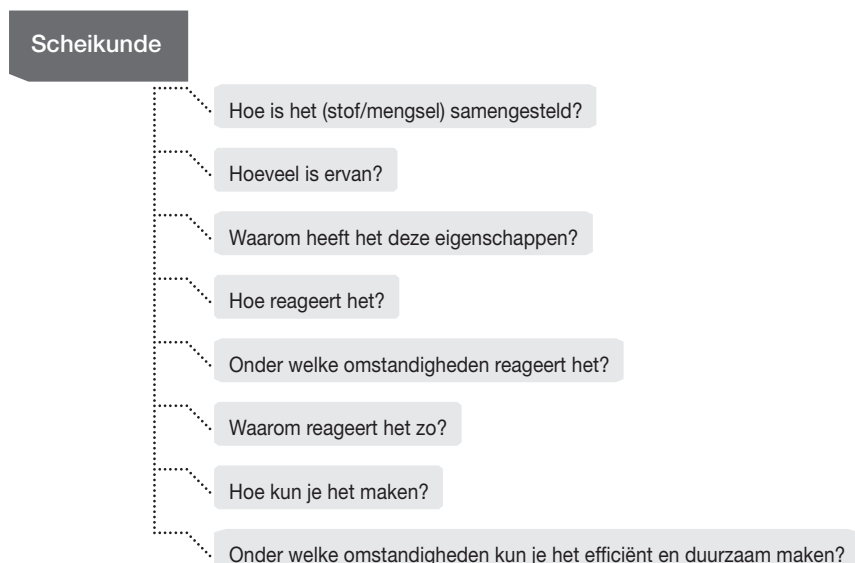 Scheikunde
Hoe is het (stof/mengsel) samengesteld?
Hoeveel is ervan?
Waarom heeft het deze eigenschappen?
Hoe reageert het?
Onder welke omstandigheden reageert het?
Waarom reageert het zo?
Hoe kun je het maken?
Onder welke omstandigheden kun je het efficiënt en duurzaam maken?